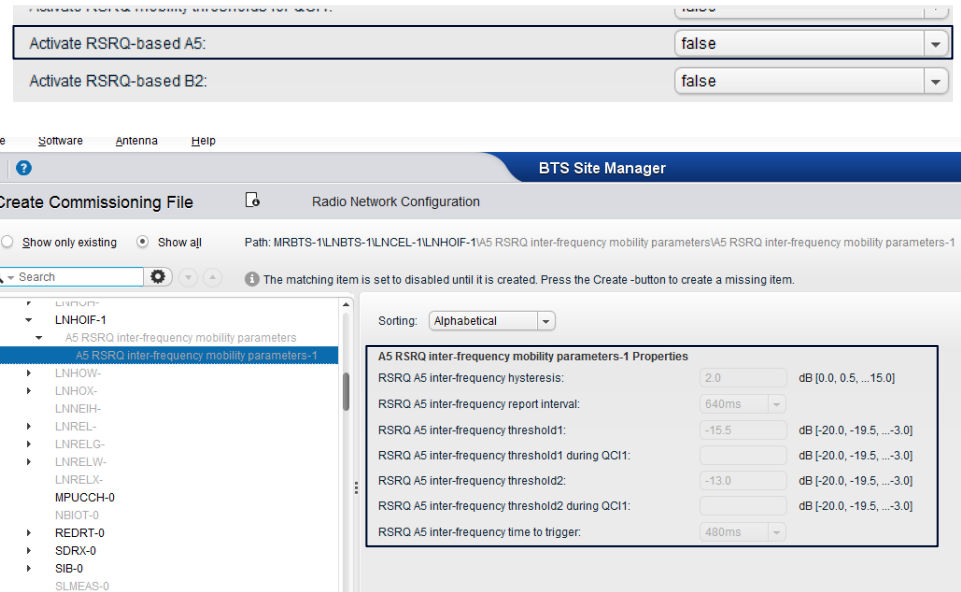 Activate RSRQ mobility thresholds for QCI1: false
Activate RSRQ-based A5: false
Activate RSRQ-based B2: false
Software Antenna Help
BTS Site Manager
Create Commissioning File Radio Network Configuration
Show only existing Show all Path: MRBTS-1\LNBTS-1\LNCEL-1\LNHOIF-1\A5 RSRQ inter-frequency mobility parameters\A5 RSRQ inter-frequency mobility parameters-1
Search The matching item is set to disabled until it is created. Press the Create -button to create a missing item.
LNHOH-
LNHOIF-1
A5 RSRQ inter-frequency mobility parameters
A5 RSRQ inter-frequency mobility parameters-1
LNHOW-
LNHOX-
LNNEIH-
LNREL-
LNRELG-
LNRELW-
LNRELX-
MPUCCH-0
NBIOT-0
REDRT-0
SDRX-0
SIB-0
SLMEAS-0
Sorting: Alphabetical
A5 RSRQ inter-frequency mobility parameters-1 Properties
RSRQ A5 inter-frequency hysteresis: 2.0 dB [0.0, 0.5, ...15.0]
RSRQ A5 inter-frequency report interval: 640ms
RSRQ A5 inter-frequency threshold1: -15.5 dB [-20.0, -19.5, ...-3.0]
RSRQ A5 inter-frequency threshold1 during QCI1: dB [-20.0, -19.5, ...-3.0]
RSRQ A5 inter-frequency threshold2: -13.0 dB [-20.0, -19.5, ...-3.0]
RSRQ A5 inter-frequency threshold2 during QCI1: dB [-20.0, -19.5, ...-3.0]
RSRQ A5 inter-frequency time to trigger: 480ms